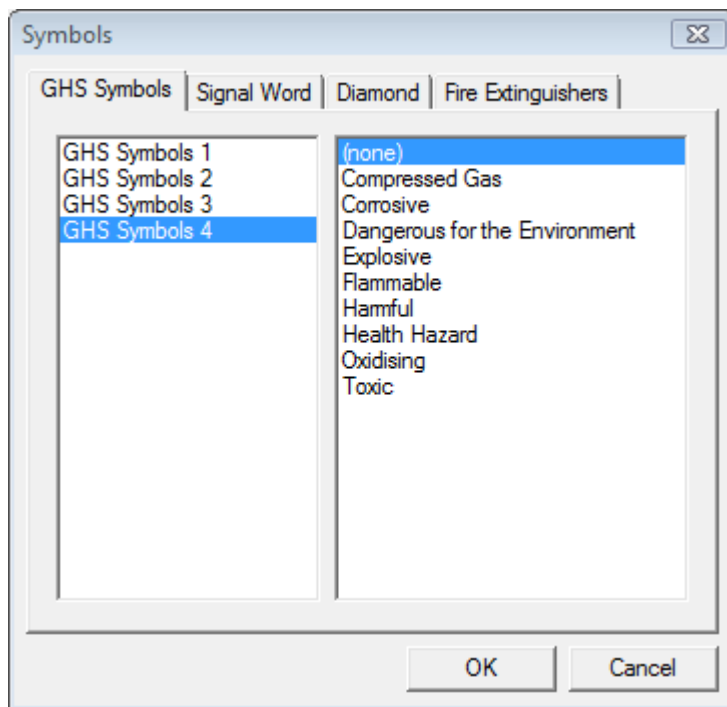 Symbols
GHS Symbols Signal Word Diamond Fire Extinguishers
GHS Symbols 1
GHS Symbols 2
GHS Symbols 3
GHS Symbols 4
(none)
Compressed Gas
Corrosive
Dangerous for the Environment
Explosive
Flammable
Harmful
Health Hazard
Oxidising
Toxic
OK Cancel